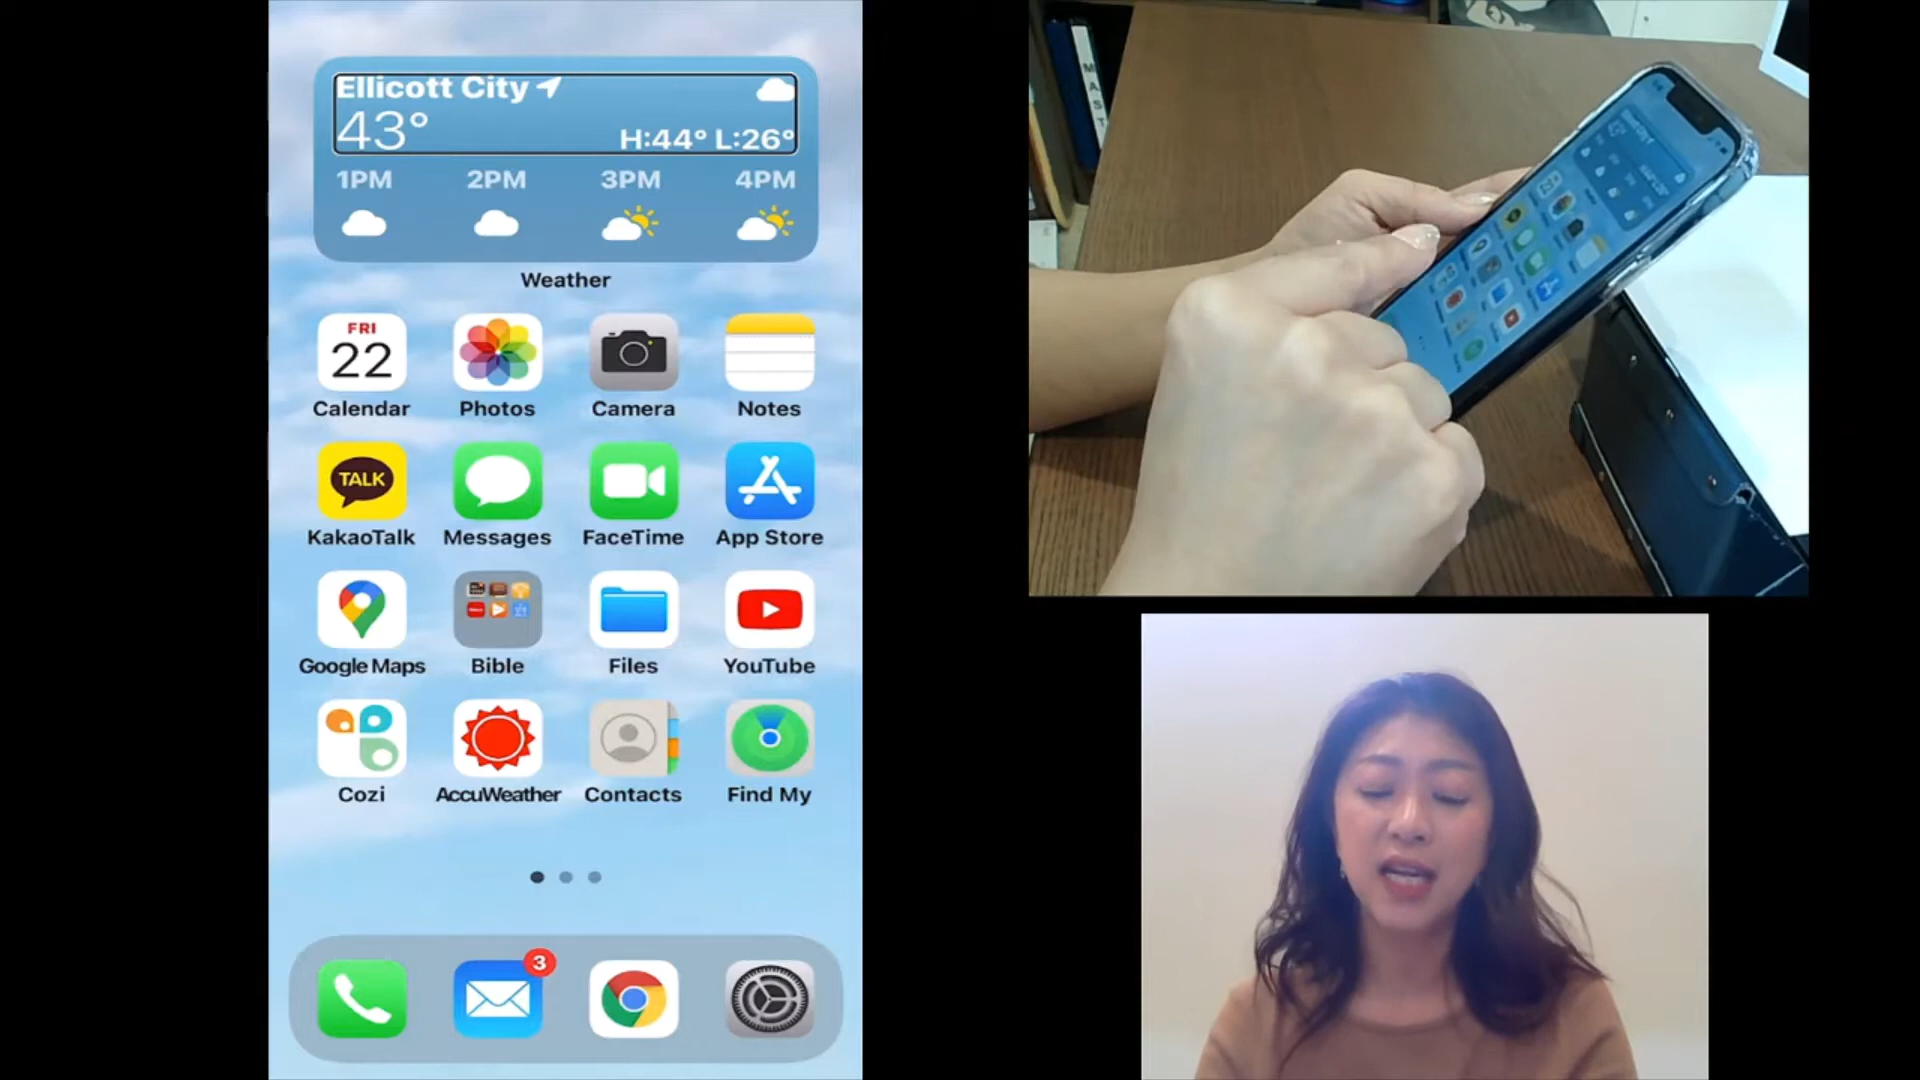 Ellicott City
43°
H:44° L:26°
1PM 2PM 3PM 4PM
Weather
FRI
22
Calendar Photos Camera Notes
TALK
KakaoTalk Messages FaceTime App Store
Google Maps Bible Files YouTube
Cozi AccuWeather Contacts Find My
3
MAST